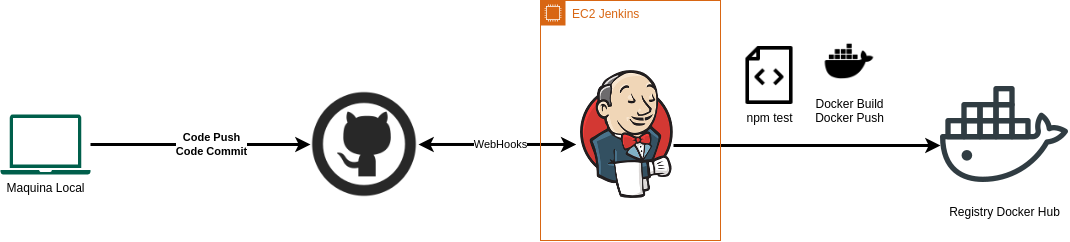 EC2 Jenkins
Code Push
Code Commit
WebHooks
npm test
Docker Build
Docker Push
Maquina Local
Registry Docker Hub